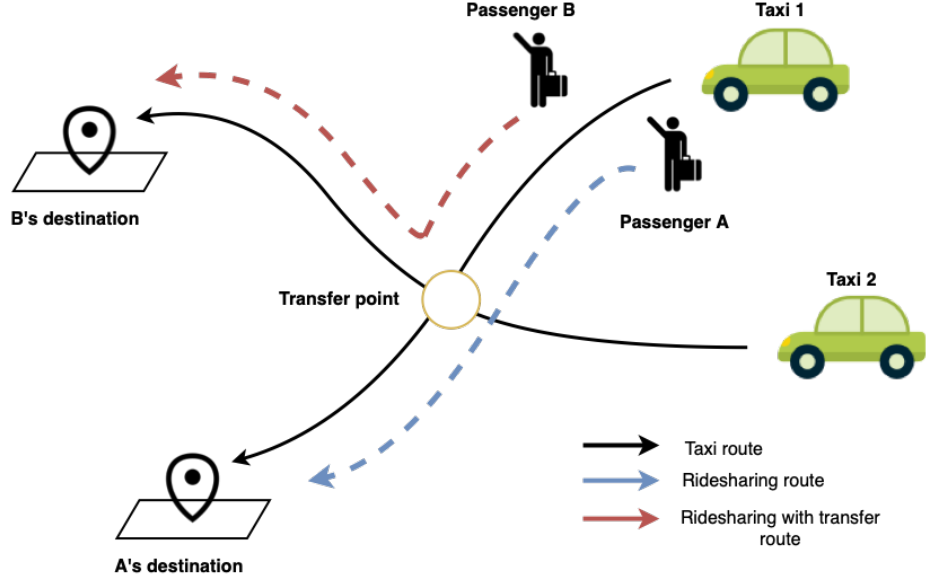 Passenger B
Taxi 1
Passenger A
B's destination
Transfer point
Taxi 2
Taxi route
Ridesharing route
Ridesharing with transfer
route
A's destination